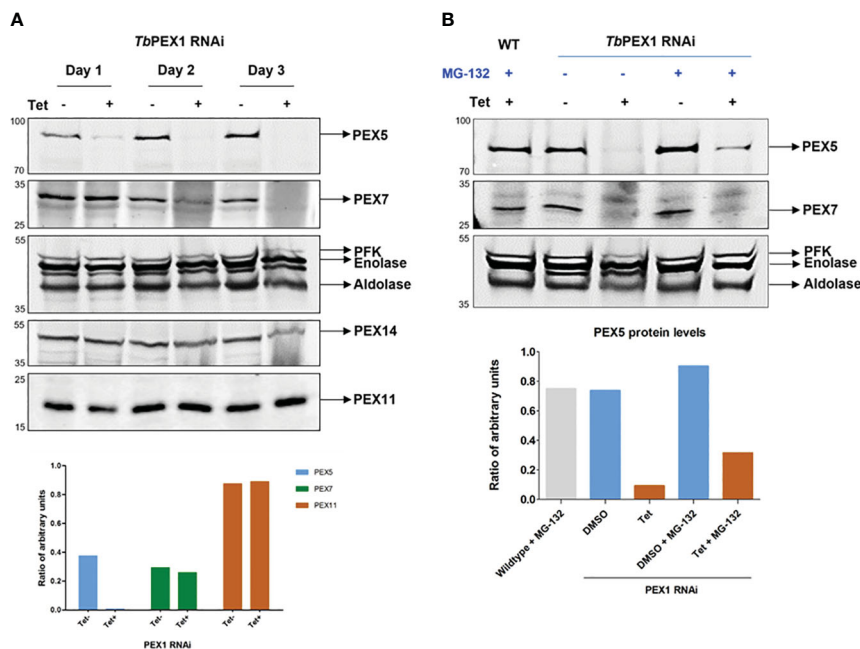 A
TbPEX1 RNAi
Day 1 Day 2 Day 3
Tet - + - + - +
100
70
PEX5
35
25
PEX7
55
35
PFK
Enolase
Aldolase
55
35
PEX14
25
15
PEX11
Ratio of arbitrary units
1.0
0.8
0.6
0.4
0.2
0.0
Tet- Tet+ Tet- Tet+ Tet- Tet+
PEX1 RNAi
PEX5
PEX7
PEX11
B
WT TbPEX1 RNAi
MG-132 + - - + +
Tet + - + - +
100
70
PEX5
35
25
PEX7
55
35
PFK
Enolase
Aldolase
PEX5 protein levels
Ratio of arbitrary units
1.0
0.8
0.6
0.4
0.2
0.0
Wildtype + MG-132 DMSO Tet DMSO + MG-132 Tet + MG-132
PEX1 RNAi